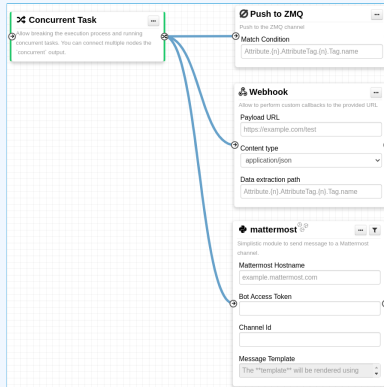 Concurrent Task
Allow breaking the execution process and running
concurrent tasks. You can connect multiple nodes the
`concurrent` output.
Push to ZMQ
Push to the ZMQ channel
Match Condition
Attribute.{n}.AttributeTag.{n}.Tag.name
Webhook
Allow to perform custom callbacks to the provided URL
Payload URL
https://example.com/test
Content type
application/json
Data extraction path
Attribute.{n}.AttributeTag.{n}.Tag.name
mattermost
Simplistic module to send message to a Mattermost
channel.
Mattermost Hostname
example.mattermost.com
Bot Access Token
Channel Id
Message Template
The **template** will be rendered using